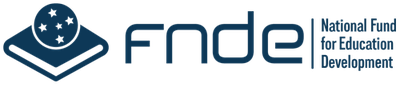 fnde
National Fund
for Education
Development